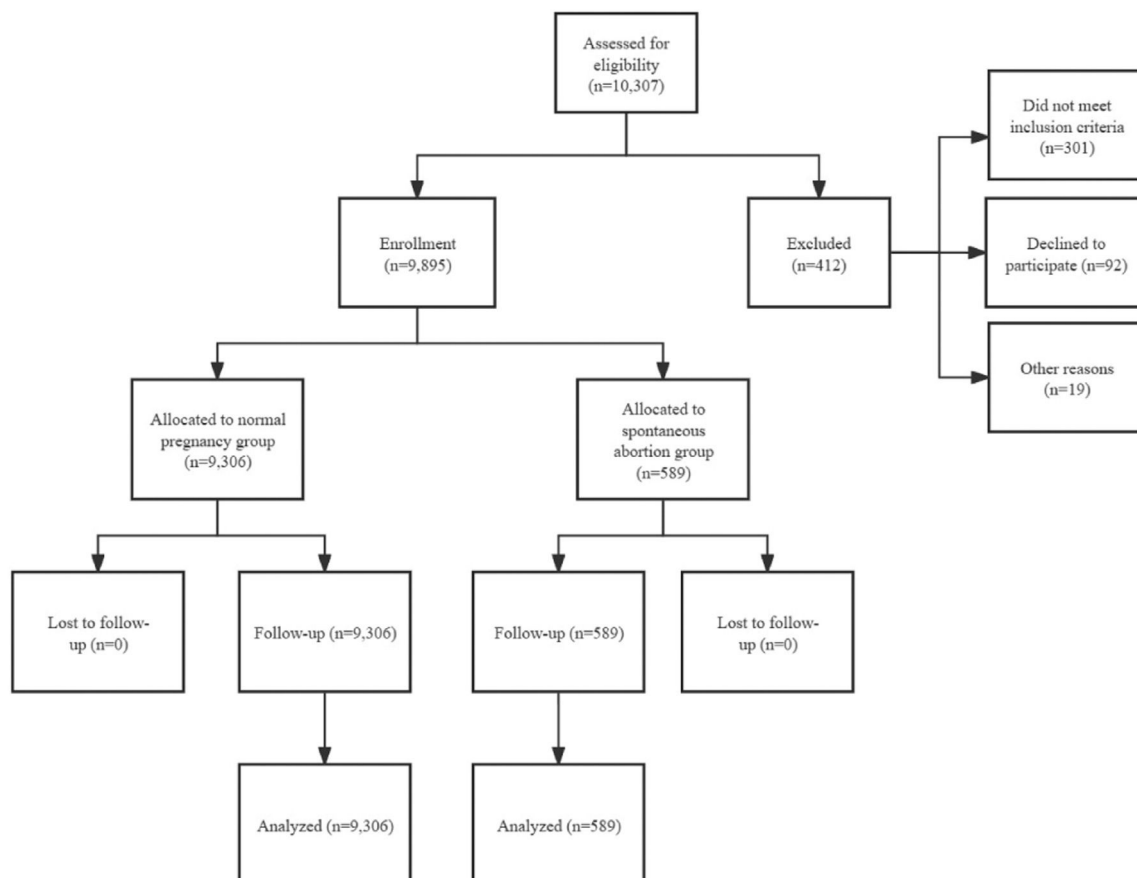 Assessed for
eligibility
(n=10,307)
Did not meet
inclusion criteria
(n=301)
Enrollment
(n=9,895)
Excluded
(n=412)
Declined to
participate (n=92)
Other reasons
(n=19)
Allocated to normal
pregnancy group
(n=9,306)
Allocated to
spontaneous
abortion group
(n=589)
Lost to follow-
up (n=0)
Follow-up (n=9,306)
Follow-up (n=589)
Lost to follow-
up (n=0)
Analyzed (n=9,306)
Analyzed (n=589)